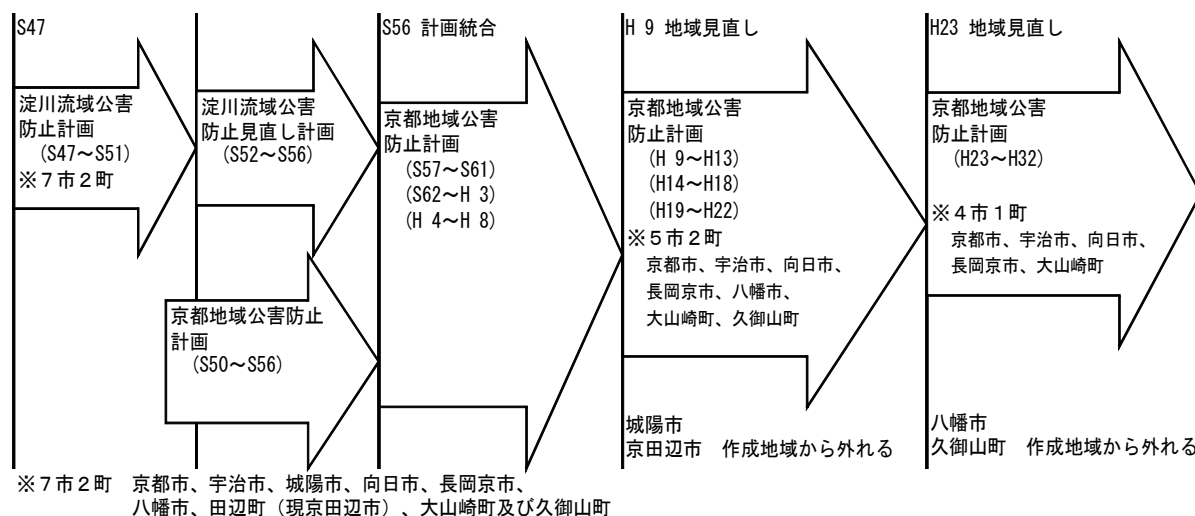 S47
淀川流域公害
防止計画
(S47～S51)
※７市２町
淀川流域公害
防止見直し計画
(S52～S56)
京都地域公害防止
計画
(S50～S56)
S56 計画統合
京都地域公害
防止計画
(S57～S61)
(S62～H 3)
(H 4～H 8)
H 9 地域見直し
京都地域公害
防止計画
(H 9～H13)
(H14～H18)
(H19～H22)
※５市２町
京都市、宇治市、向日市、
長岡京市、八幡市、
大山崎町、久御山町
城陽市
京田辺市　作成地域から外れる
H23 地域見直し
京都地域公害
防止計画
(H23～H32)
※４市１町
京都市、宇治市、向日市、
長岡京市、大山崎町
八幡市
久御山町　作成地域から外れる
※７市２町　京都市、宇治市、城陽市、向日市、長岡京市、
八幡市、田辺町（現京田辺市）、大山崎町及び久御山町